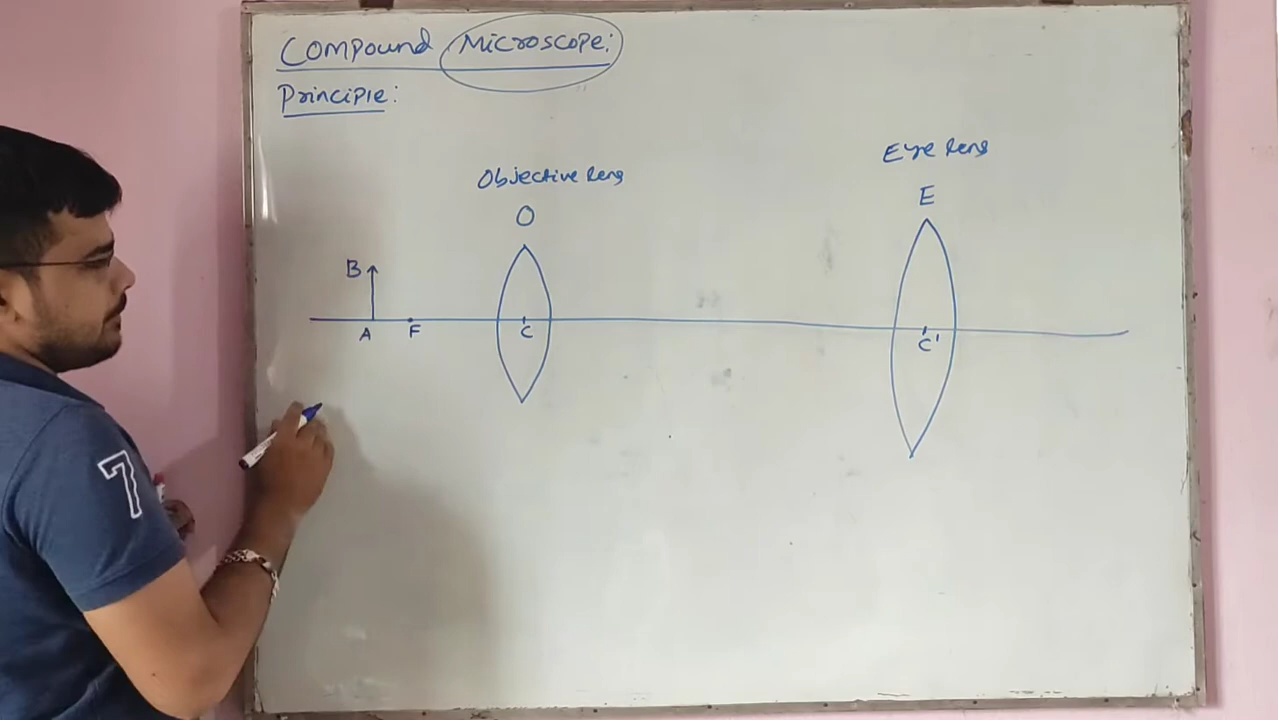 Compound Microscope:
Principle:
Eye lens
Objective lens
E
O
B
A F C C'
7